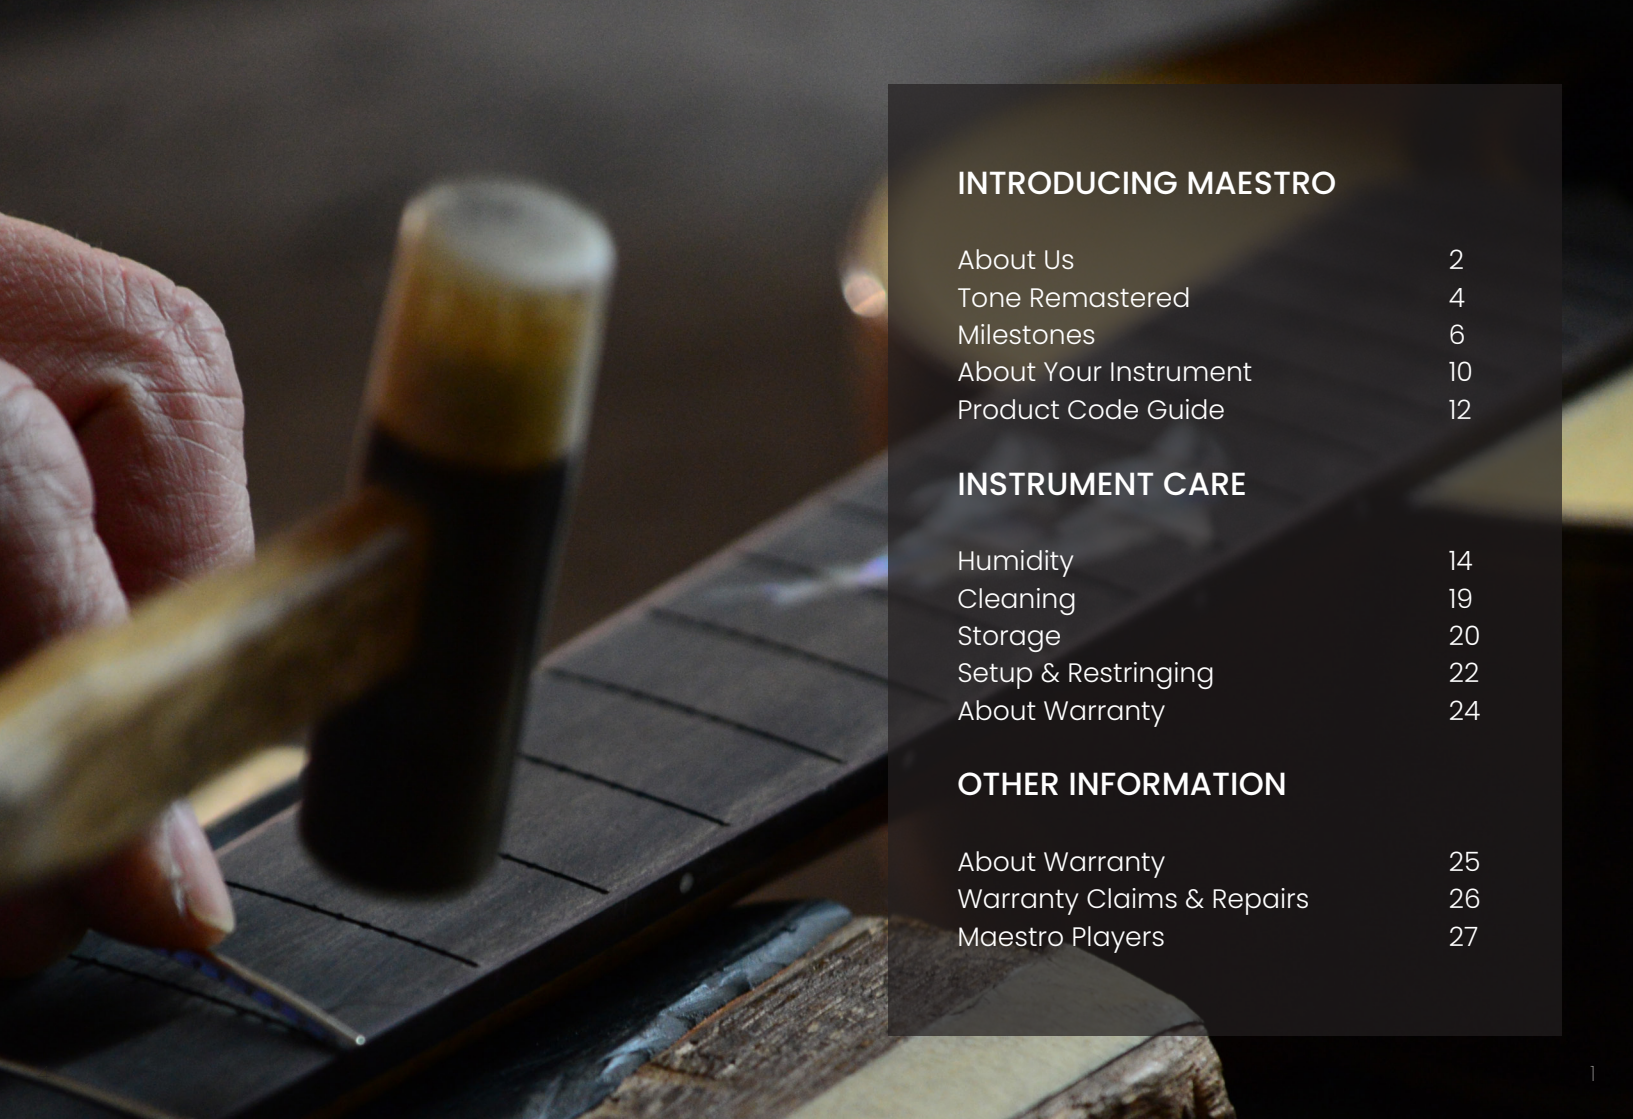 INTRODUCING MAESTRO
About Us 2
Tone Remastered 4
Milestones 6
About Your Instrument 10
Product Code Guide 12
INSTRUMENT CARE
Humidity 14
Cleaning 19
Storage 20
Setup & Restringing 22
About Warranty 24
OTHER INFORMATION
About Warranty 25
Warranty Claims & Repairs 26
Maestro Players 27
1